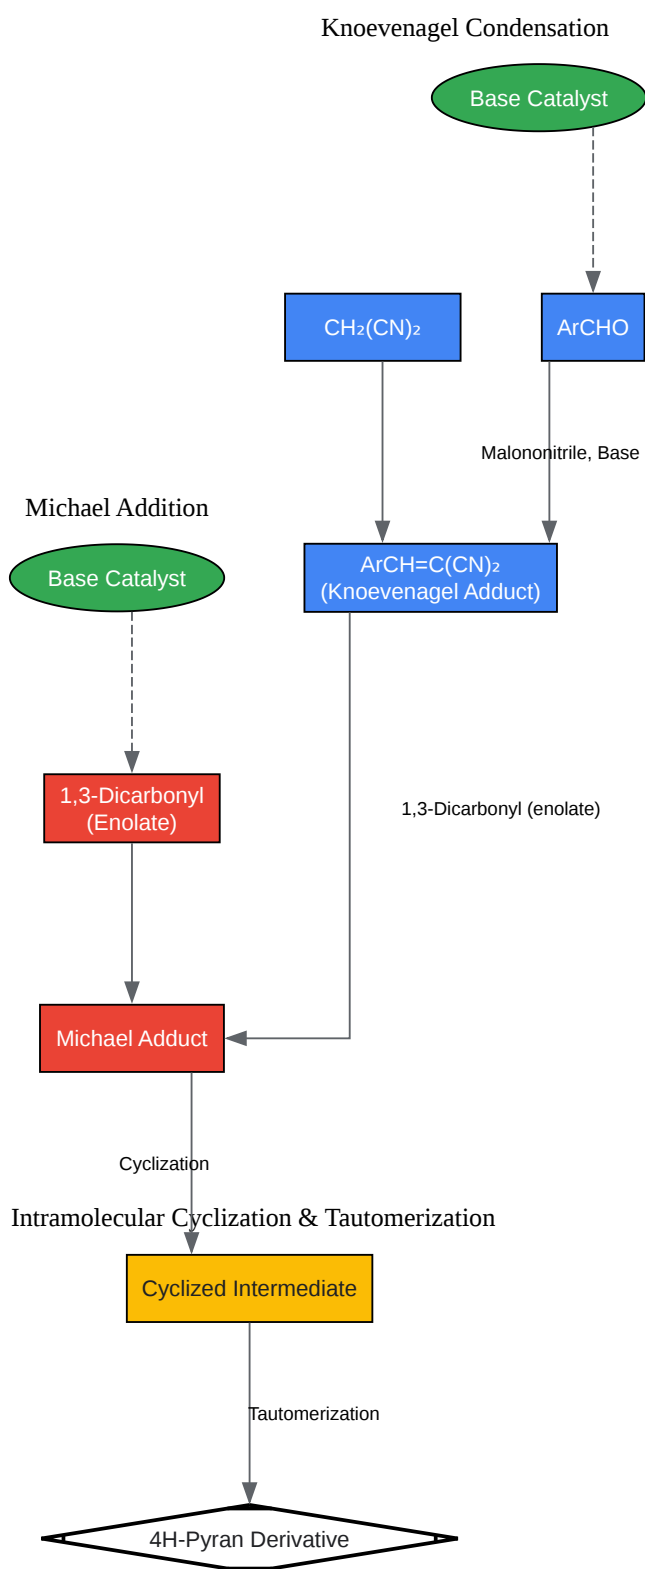 Knoevenagel Condensation
Base Catalyst
CH₂(CN)₂
ArCHO
Malononitrile, Base
Michael Addition
Base Catalyst
ArCH=C(CN)₂
(Knoevenagel Adduct)
1,3-Dicarbonyl
(Enolate)
1,3-Dicarbonyl (enolate)
Michael Adduct
Cyclization
Intramolecular Cyclization & Tautomerization
Cyclized Intermediate
Tautomerization
4H-Pyran Derivative